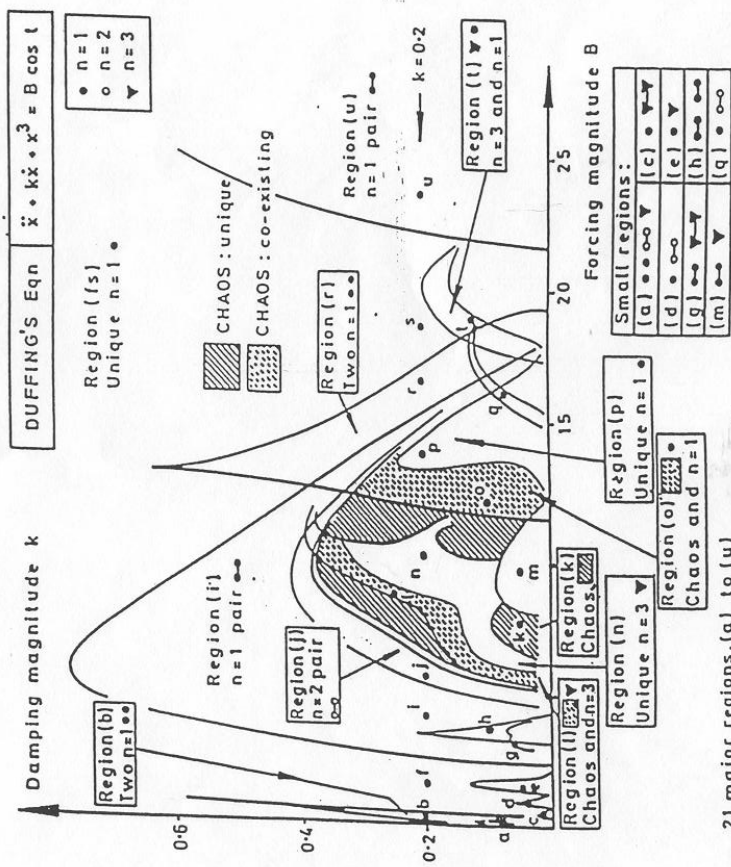 DUFFING'S Eqn
ẍ + kẋ + x³ = B cos t
• n=1
o n=2
▼ n=3
Damping magnitude k
Region (fs)
Unique n=1 •
CHAOS : unique
CHAOS : co-existing
Region (b)
Two n=1 ••
Region (i)
n=1 pair
Region (r)
Two n=1 ••
Region (u)
n=1 pair
k=0·2
Region (j)
n=2 pair
Region (t)
n=3 and n=1
0·6
0·4
0·2
a
b
c
d
e
f
g
h
i
j
k
l
m
n
o
p
q
r
s
t
u
15
20
25
Forcing magnitude B
Region (l)
Chaos and n=3
Region (n)
Unique n=3 ▼
Region (k)
Chaos
Region (o)
Chaos and n=1
Region (p)
Unique n=1 •
Small regions:
(a)
(c)
(d)
(e)
(g)
(h)
(m)
(q)
21 major regions, (a) to (u)